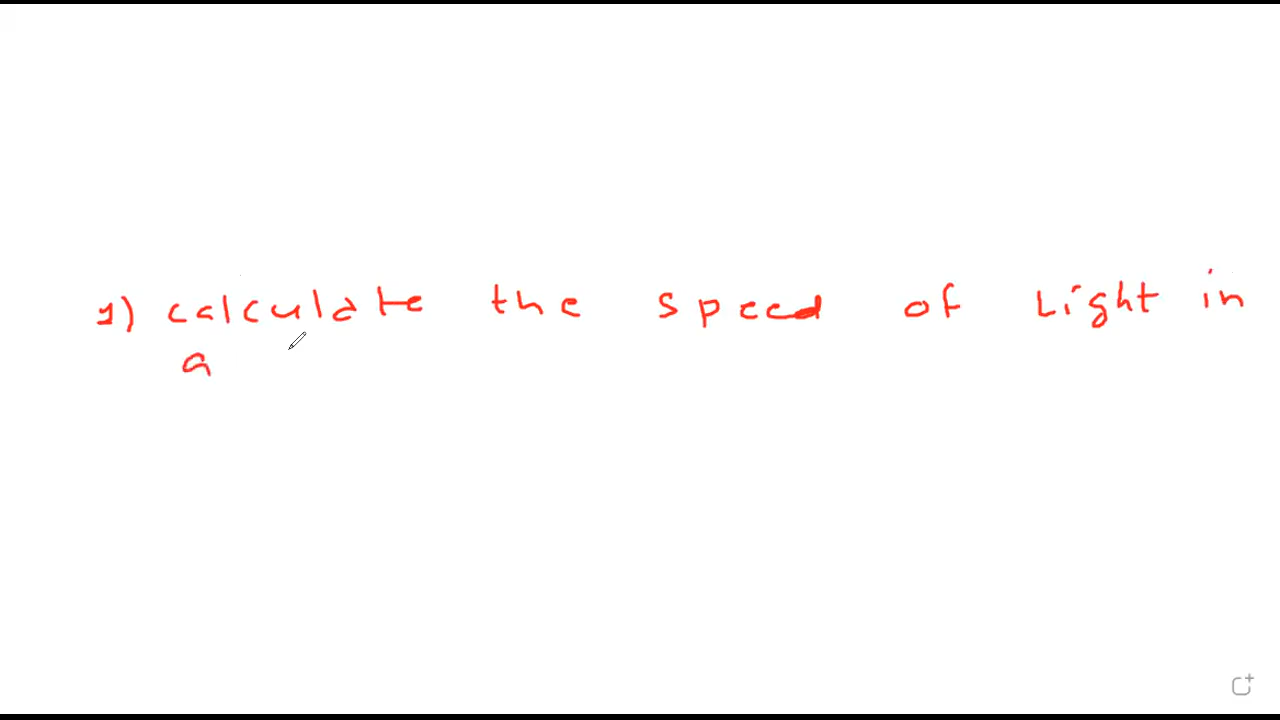 1) calculate the speed of Light in
a